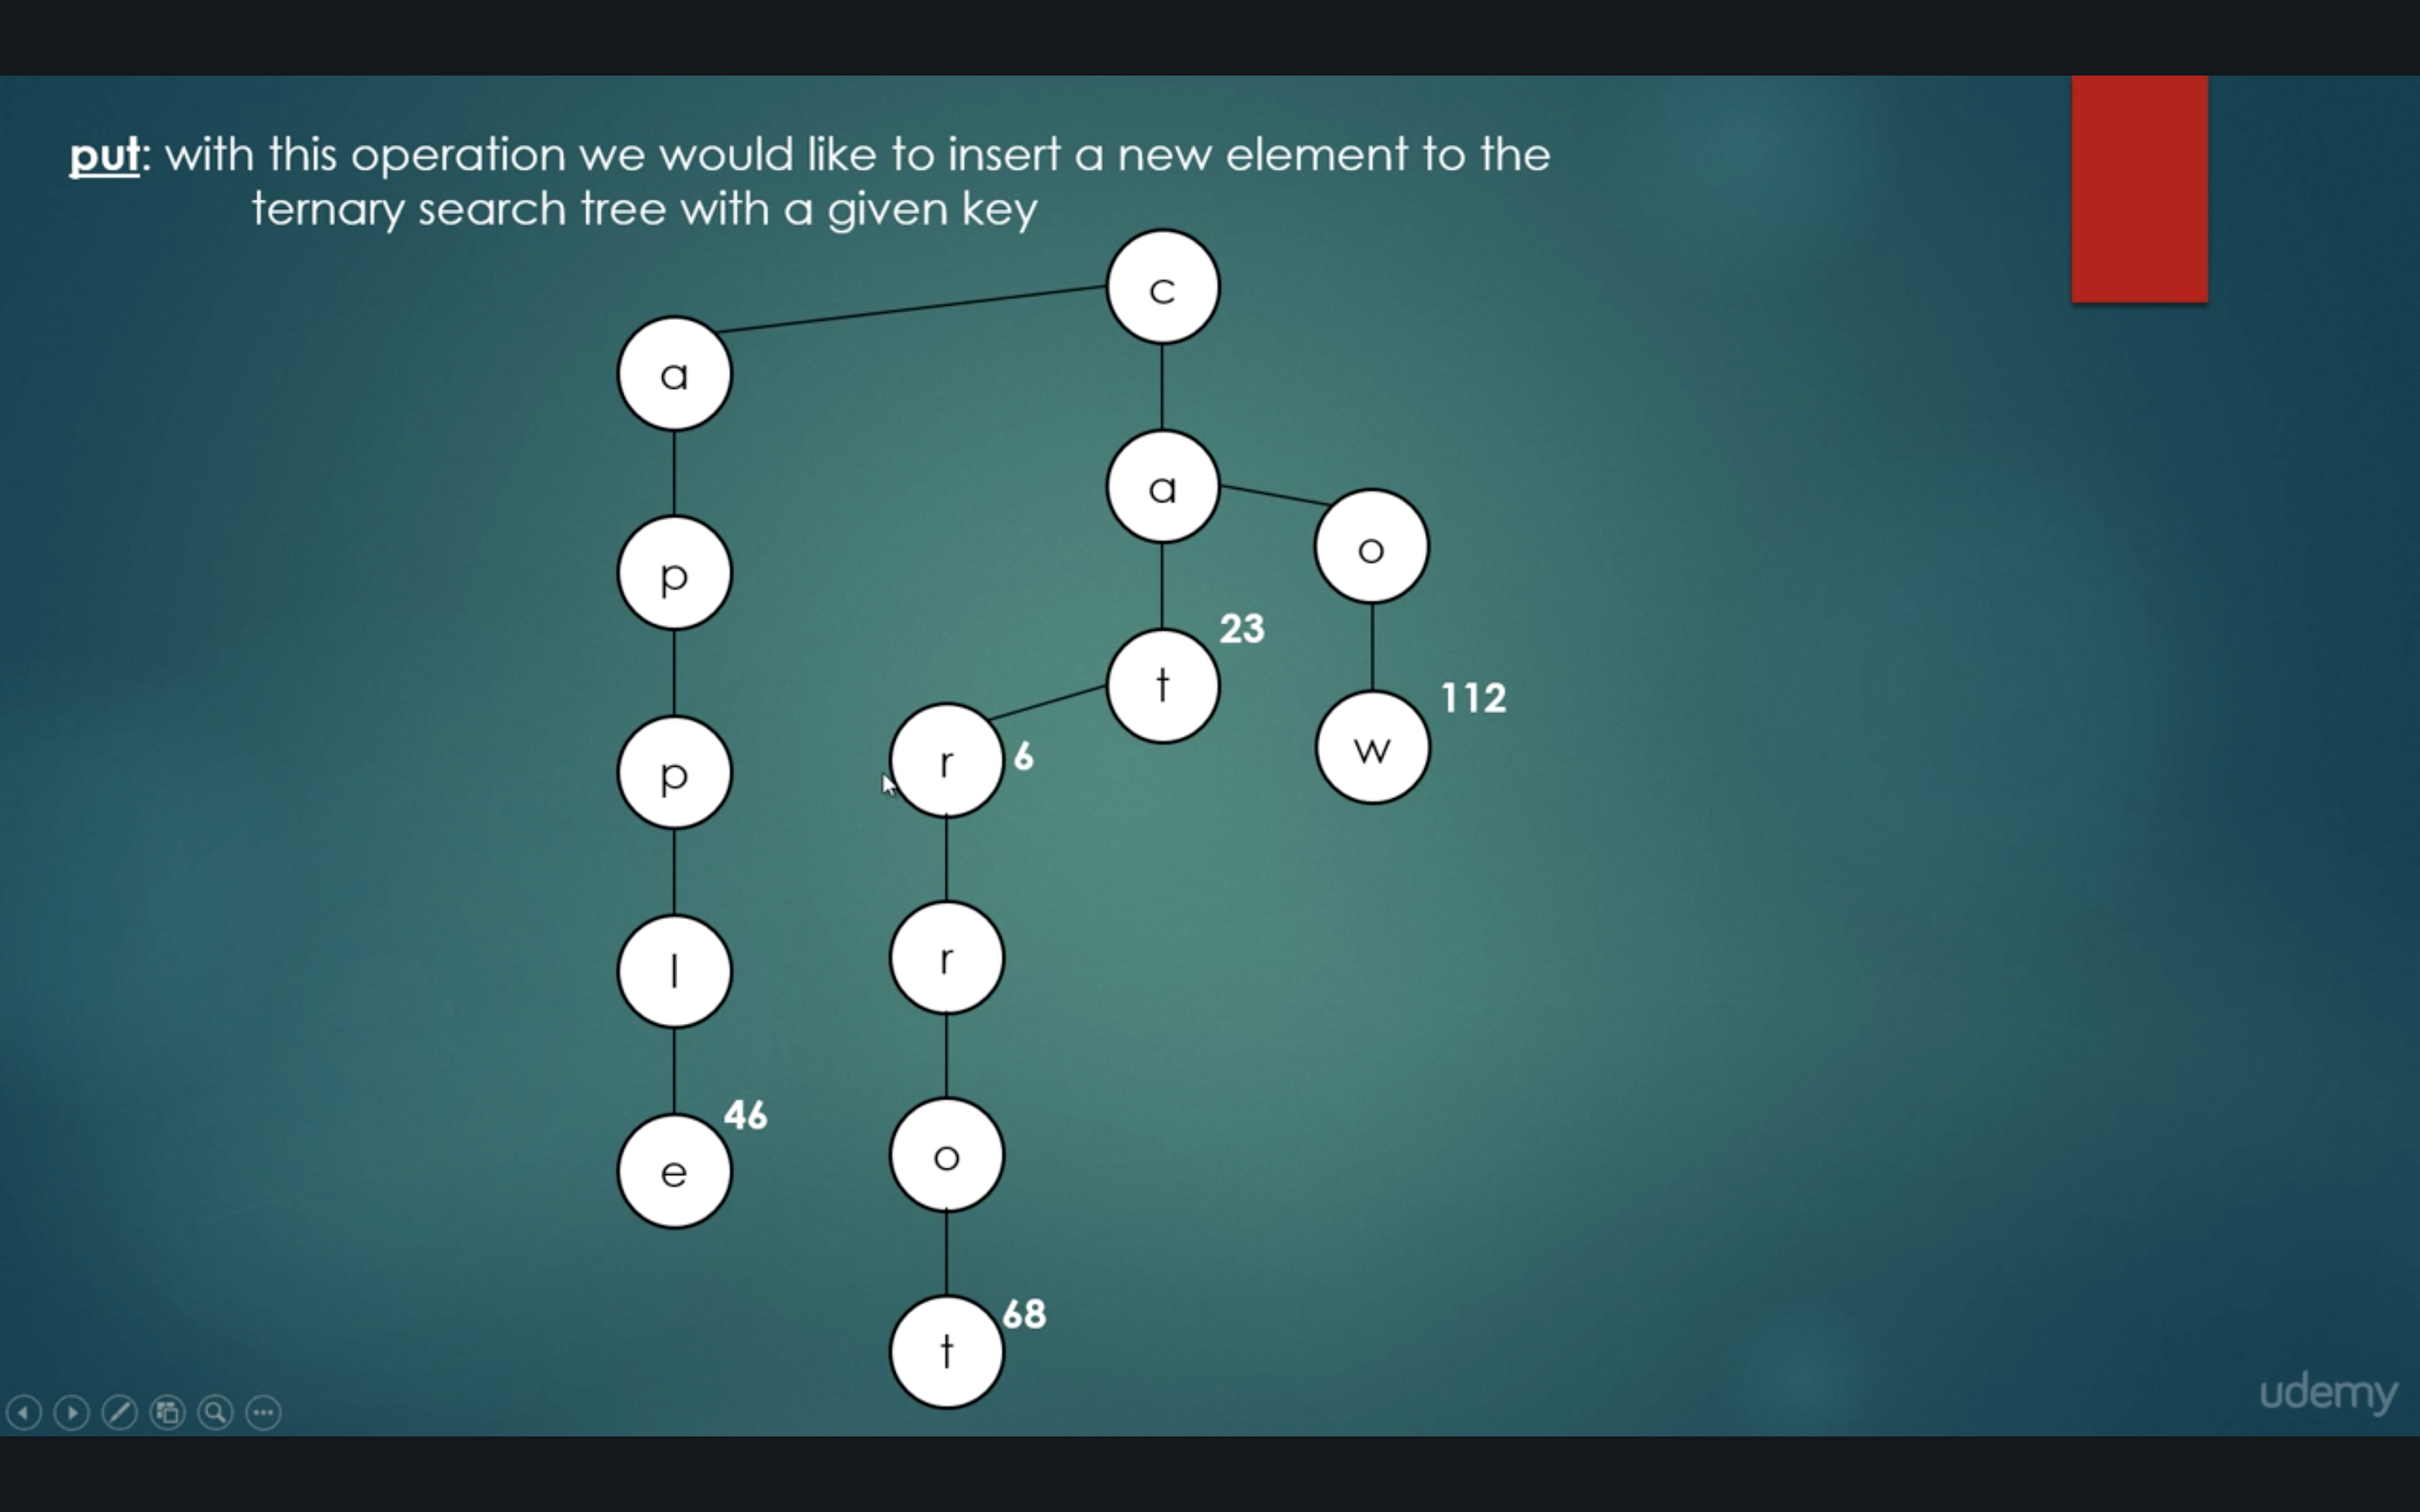 put: with this operation we would like to insert a new element to the
ternary search tree with a given key
c
a
a
o
p
23
t
112
r
6
w
p
r
l
46
o
e
68
t
udemy